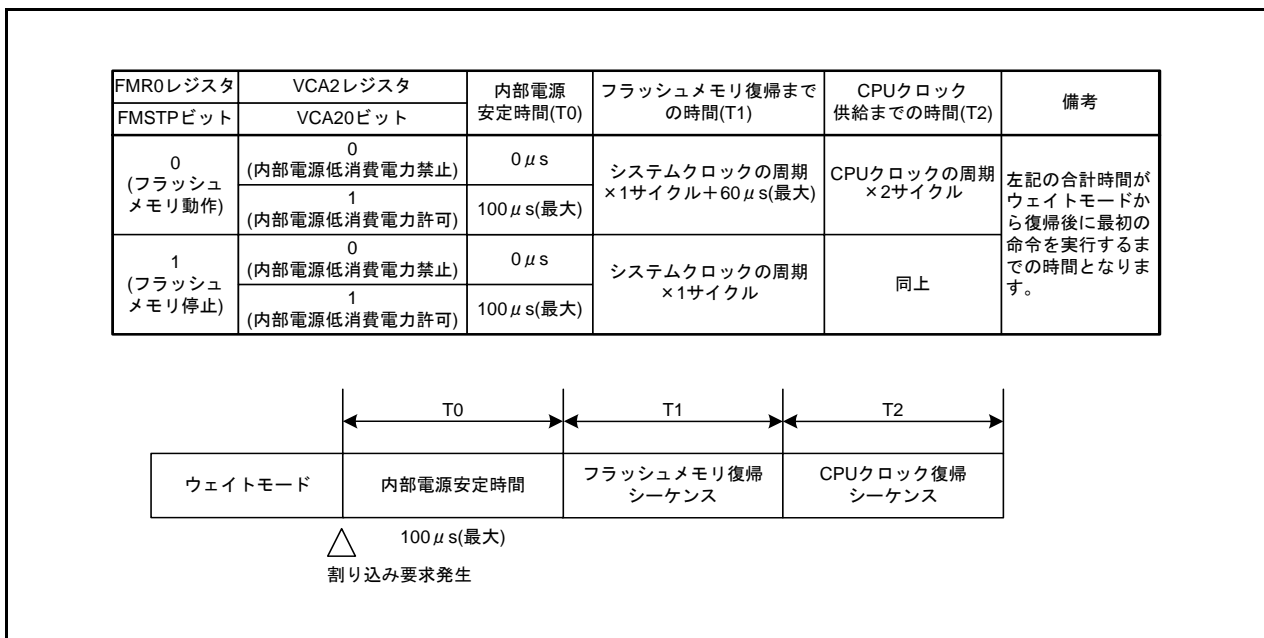 FMR0レジスタ
VCA2レジスタ
内部電源
安定時間(T0)
フラッシュメモリ復帰まで
の時間(T1)
CPUクロック
供給までの時間(T2)
備考
FMSTPビット
VCA20ビット
0
(フラッシュ
メモリ動作)
0
(内部電源低消費電力禁止)
0μs
システムクロックの周期
×1サイクル+60μs(最大)
CPUクロックの周期
×2サイクル
左記の合計時間が
ウェイトモードか
ら復帰後に最初の
命令を実行するま
での時間となりま
す。
1
(内部電源低消費電力許可)
100μs(最大)
1
(フラッシュ
メモリ停止)
0
(内部電源低消費電力禁止)
0μs
システムクロックの周期
×1サイクル
同上
1
(内部電源低消費電力許可)
100μs(最大)
T0
T1
T2
ウェイトモード
内部電源安定時間
フラッシュメモリ復帰
シーケンス
CPUクロック復帰
シーケンス
100μs(最大)
割り込み要求発生